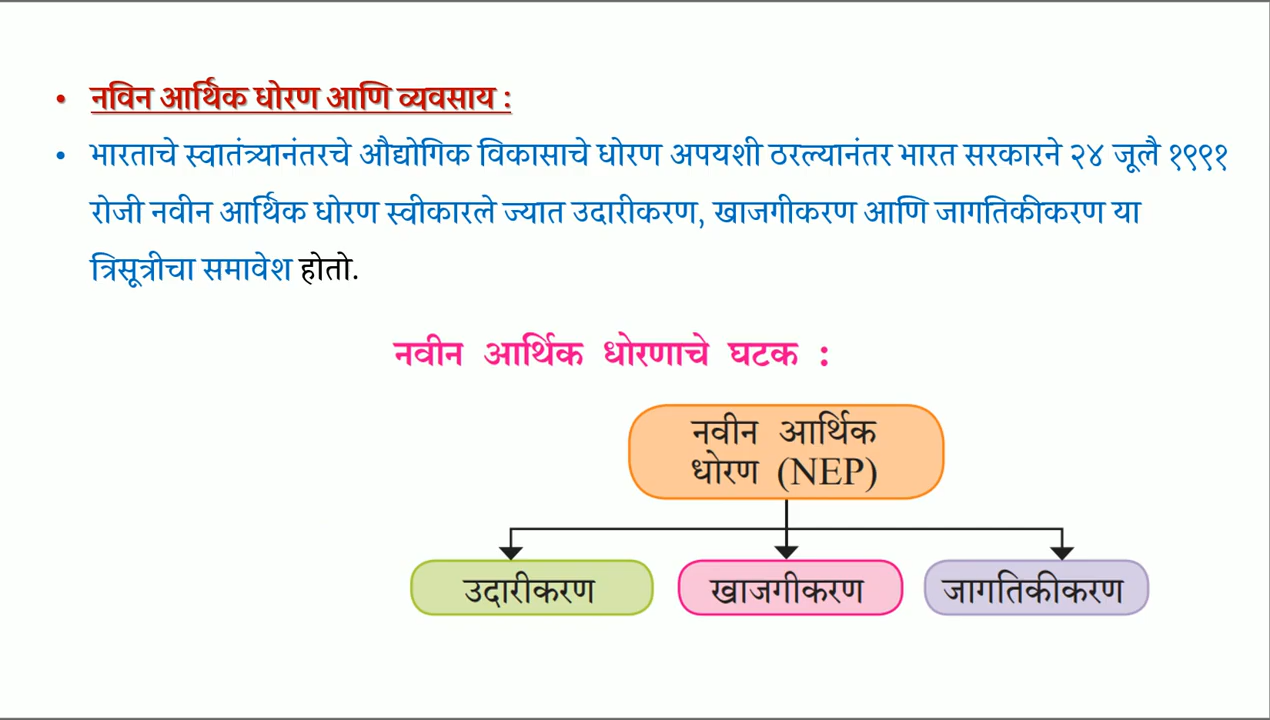 • नविन आर्थिक धोरण आणि व्यवसाय :
• भारताचे स्वातंत्र्यानंतरचे औद्योगिक विकासाचे धोरण अपयशी ठरल्यानंतर भारत सरकारने २४ जूलै १९९१
रोजी नवीन आर्थिक धोरण स्वीकारले ज्यात उदारीकरण, खाजगीकरण आणि जागतिकीकरण या
त्रिसूत्रीचा समावेश होतो.
नवीन आर्थिक धोरणाचे घटक :
नवीन आर्थिक
धोरण (NEP)
उदारीकरण
खाजगीकरण
जागतिकीकरण